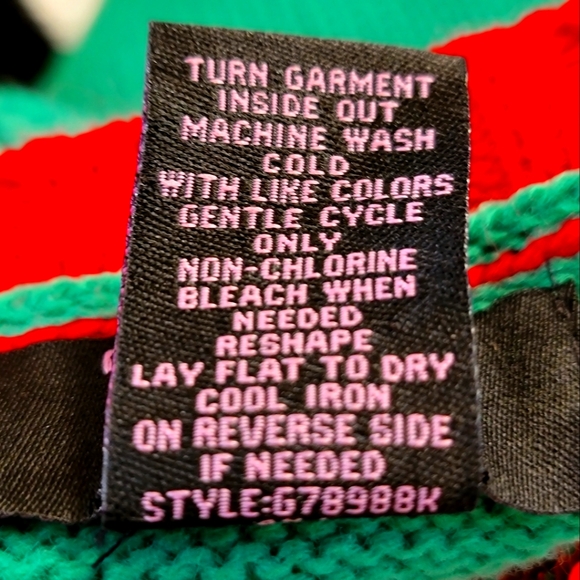 TURN GARMENT
INSIDE OUT
MACHINE WASH
COLD
WITH LIKE COLORS
GENTLE CYCLE
ONLY
NON-CHLORINE
BLEACH WHEN
NEEDED
RESHAPE
LAY FLAT TO DRY
COOL IRON
ON REVERSE SIDE
IF NEEDED
STYLE:G78988K